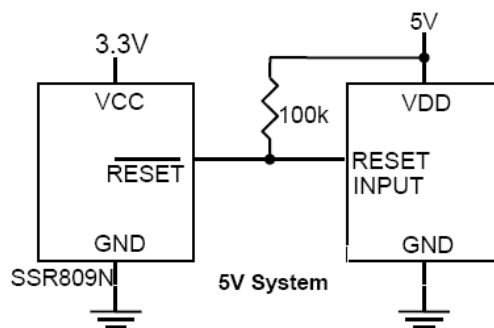 3.3V
5V
VCC
VDD
100k
RESET
RESET
INPUT
GND
GND
SSR809N
5V System